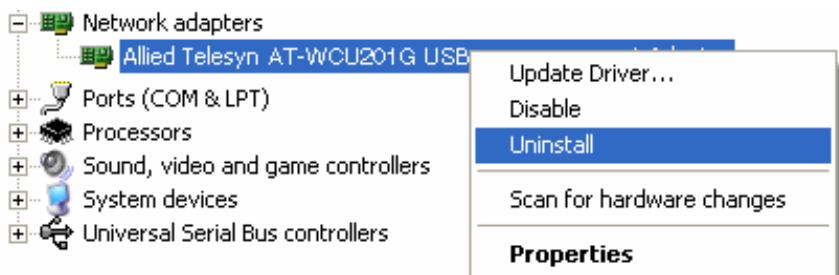 Network adapters
Allied Telesyn AT-WCU201G USB
Ports (COM & LPT)
Processors
Sound, video and game controllers
System devices
Universal Serial Bus controllers
Update Driver...
Disable
Uninstall
Scan for hardware changes
Properties